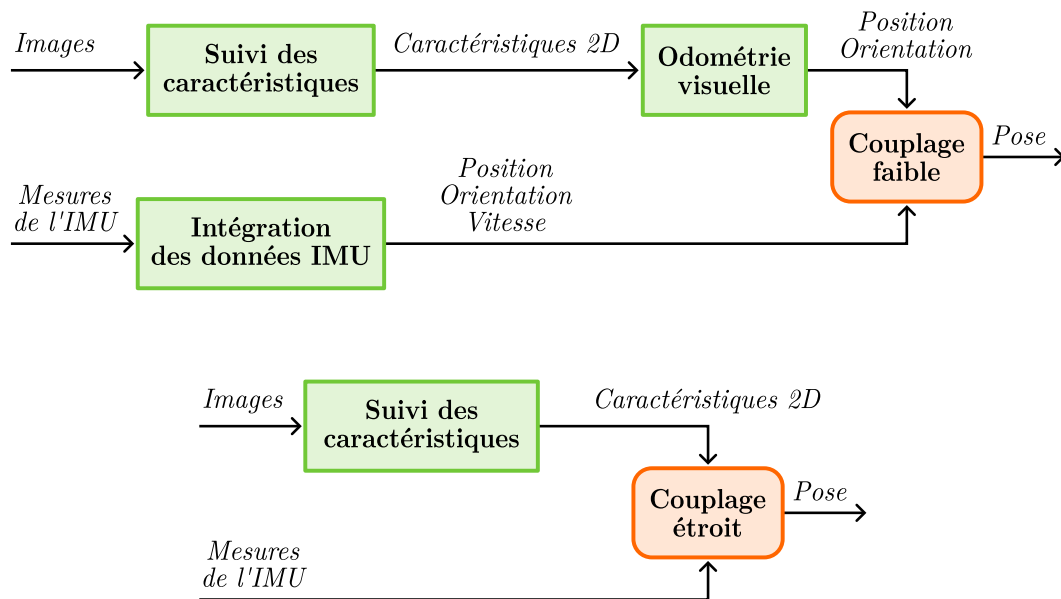 Images
Suivi des
caractéristiques
Caractéristiques 2D
Odométrie
visuelle
Position
Orientation
Couplage
faible
Pose
Mesures
de l'IMU
Intégration
des données IMU
Position
Orientation
Vitesse
Images
Suivi des
caractéristiques
Caractéristiques 2D
Couplage
étroit
Pose
Mesures
de l'IMU